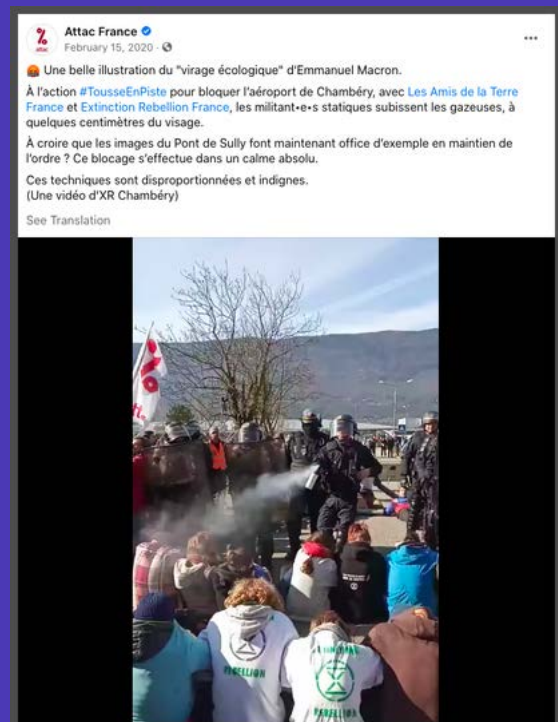 Attac France
February 15, 2020 ·
Une belle illustration du "virage écologique" d'Emmanuel Macron.
À l'action #TousseEnPiste pour bloquer l'aéroport de Chambéry, avec Les Amis de la Terre
France et Extinction Rebellion France, les militant•e•s statiques subissent les gazeuses, à
quelques centimètres du visage.
À croire que les images du Pont de Sully font maintenant office d'exemple en maintien de
l'ordre ? Ce blocage s'effectue dans un calme absolu.
Ces techniques sont disproportionnées et indignes.
(Une vidéo d'XR Chambéry)
See Translation
REBELLION
REBELLION